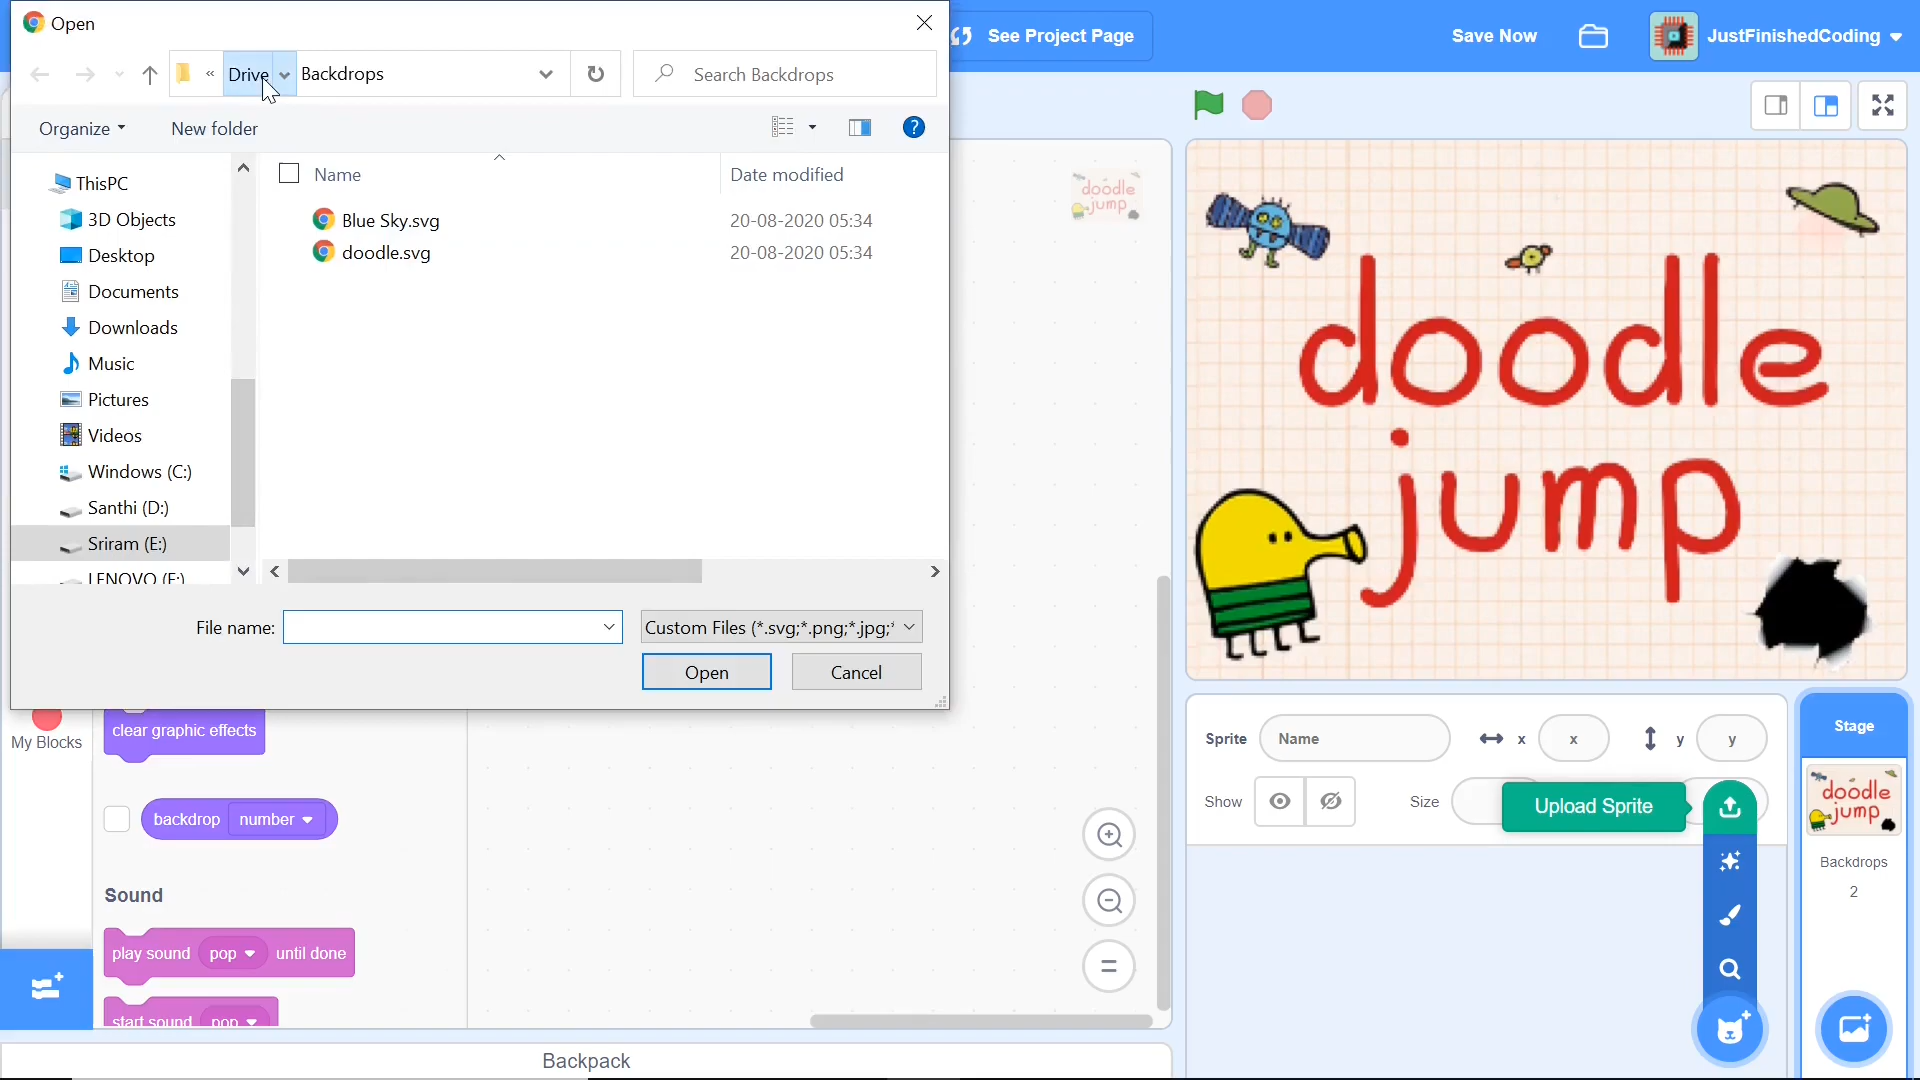 Open
See Project Page
Save Now
JustFinishedCoding
«
Drive
Backdrops
Search Backdrops
Organize
New folder
?
ThisPC
3D Objects
Desktop
Documents
Downloads
Music
Pictures
Videos
Windows (C:)
Santhi (D:)
Sriram (E:)
LENOVO (F:)
Name
Date modified
Blue Sky.svg
20-08-2020 05:34
doodle.svg
20-08-2020 05:34
File name:
Custom Files (*.svg;*.png;*.jpg;*
Open
Cancel
doodle
jump
doodle
jump
My Blocks
clear graphic effects
backdrop number
Sound
play sound pop until done
start sound pop
Backpack
Sprite
Name
x
x
y
y
Show
Size
Upload Sprite
Stage
doodle
jump
Backdrops
2